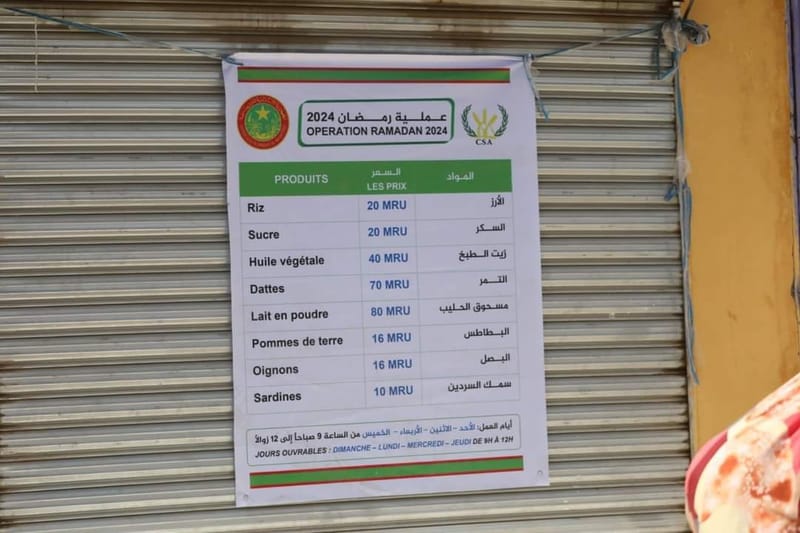 عملية رمضان 2024
OPERATION RAMADAN 2024
CSA
PRODUITS السعر المواد
LES PRIX
Riz 20 MRU الأرز
Sucre 20 MRU السكر
Huile végétale 40 MRU زيت الطبخ
Dattes 70 MRU التمر
Lait en poudre 80 MRU مسحوق الحليب
Pommes de terre 16 MRU البطاطس
Oignons 16 MRU البصل
Sardines 10 MRU سمك السردين
أيام العمل: الأحد – الاثنين – الأربعاء – الخميس من الساعة 9 صباحاً إلى 12 زوالاً
JOURS OUVRABLES : DIMANCHE – LUNDI – MERCREDI – JEUDI DE 9H À 12H